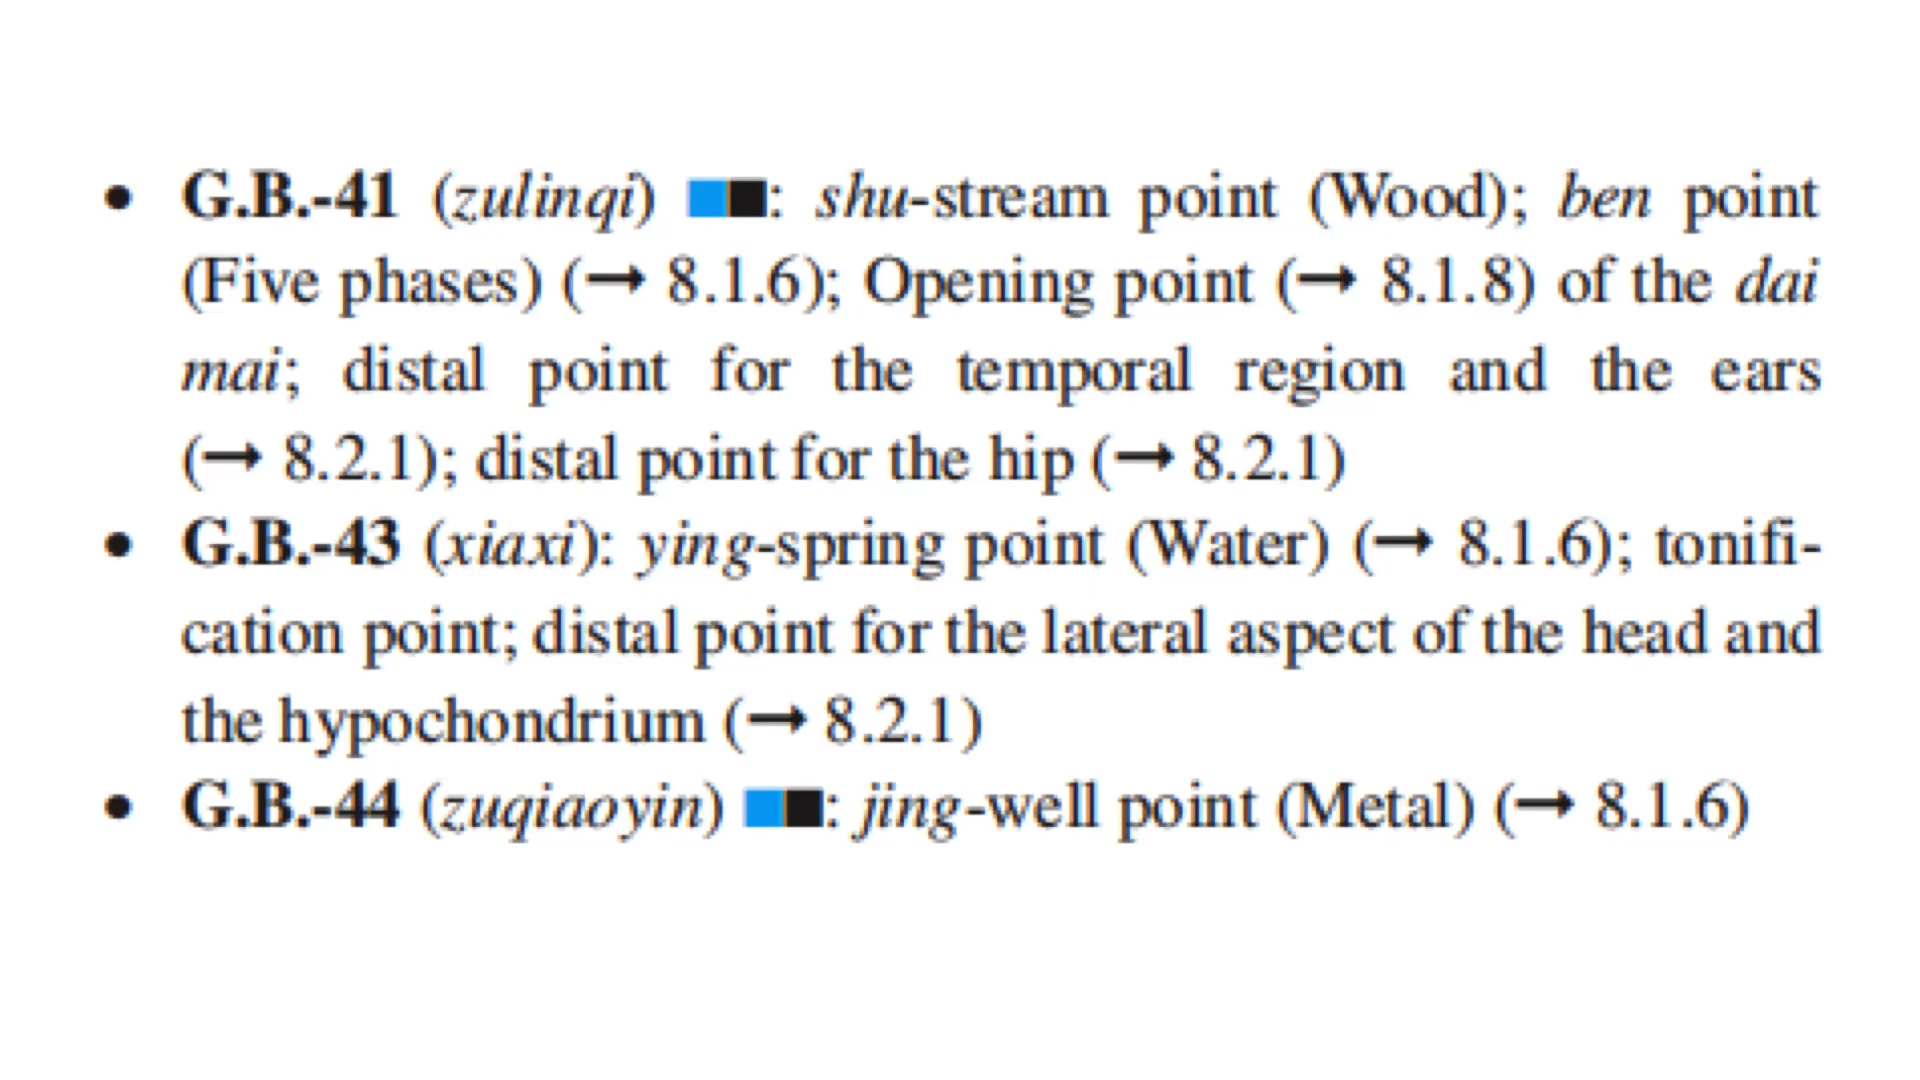 • G.B.-41 (zulinqi) ■■: shu-stream point (Wood); ben point
(Five phases) (→ 8.1.6); Opening point (→ 8.1.8) of the dai
mai; distal point for the temporal region and the ears
(→ 8.2.1); distal point for the hip (→ 8.2.1)
• G.B.-43 (xiaxi): ying-spring point (Water) (→ 8.1.6); tonifi-
cation point; distal point for the lateral aspect of the head and
the hypochondrium (→ 8.2.1)
• G.B.-44 (zuqiaoyin) ■■: jing-well point (Metal) (→ 8.1.6)